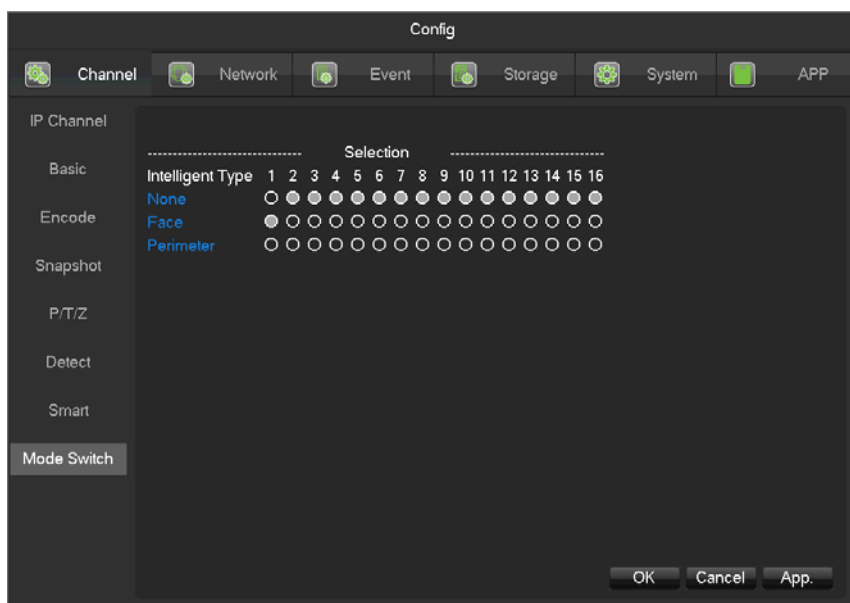 Config
Channel Network Event Storage System APP
IP Channel
Basic
Encode
Snapshot
P/T/Z
Detect
Smart
Mode Switch
------------------------------- Selection -------------------------------
Intelligent Type 1 2 3 4 5 6 7 8 9 10 11 12 13 14 15 16
None
Face
Perimeter
OK Cancel App.